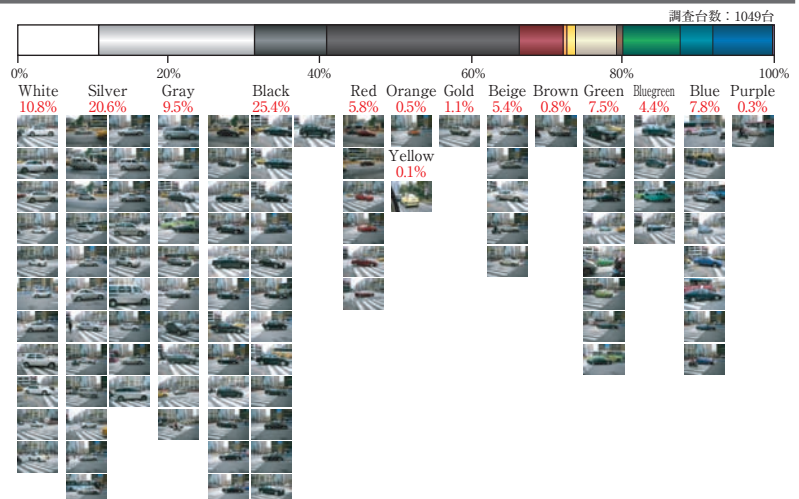 調査台数：1049台
0% 20% 40% 60% 80% 100%
White Silver Gray Black Red Orange Gold Beige Brown Green Bluegreen Blue Purple
10.8% 20.6% 9.5% 25.4% 5.8% 0.5% 1.1% 5.4% 0.8% 7.5% 4.4% 7.8% 0.3%
Yellow
0.1%